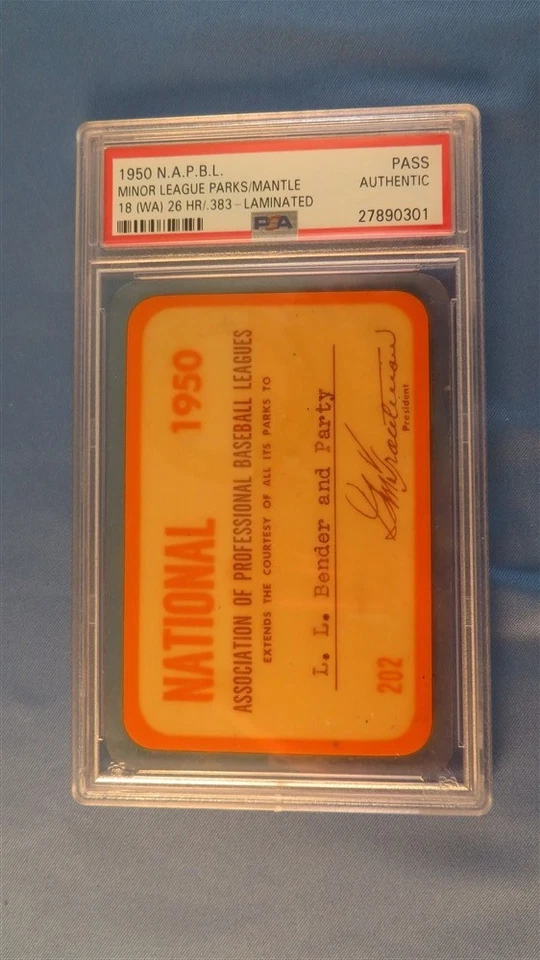 1950 N.A.P.B.L. PASS
MINOR LEAGUE PARKS/MANTLE AUTHENTIC
18 (WA) 26 HR/.383-LAMINATED
PSA 27890301
NATIONAL 1950
ASSOCIATION OF PROFESSIONAL BASEBALL LEAGUES
EXTENDS THE COURTESY OF ALL ITS PARKS TO
L. L. Bender and Party
202
President